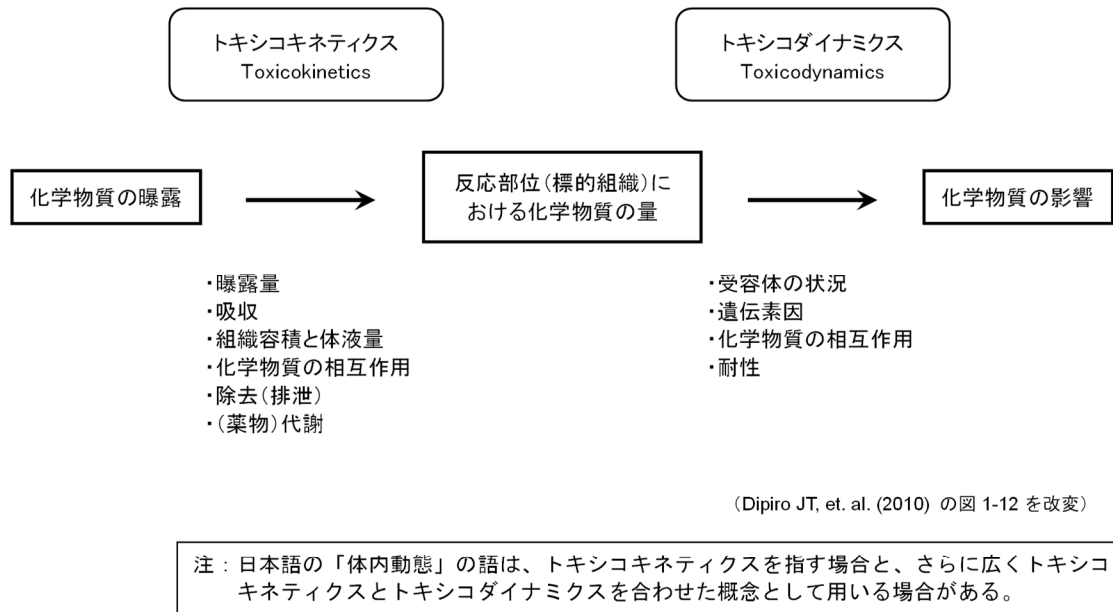 トキシコキネティクス
Toxicokinetics
トキシコダイナミクス
Toxicodynamics
化学物質の曝露
反応部位(標的組織)に
おける化学物質の量
化学物質の影響
・曝露量
・吸収
・組織容積と体液量
・化学物質の相互作用
・除去(排泄)
・(薬物)代謝
・受容体の状況
・遺伝素因
・化学物質の相互作用
・耐性
(Dipiro JT, et. al. (2010) の図 1-12 を改変)
注：日本語の「体内動態」の語は、トキシコキネティクスを指す場合と、さらに広くトキシコ
キネティクスとトキシコダイナミクスを合わせた概念として用いる場合がある。